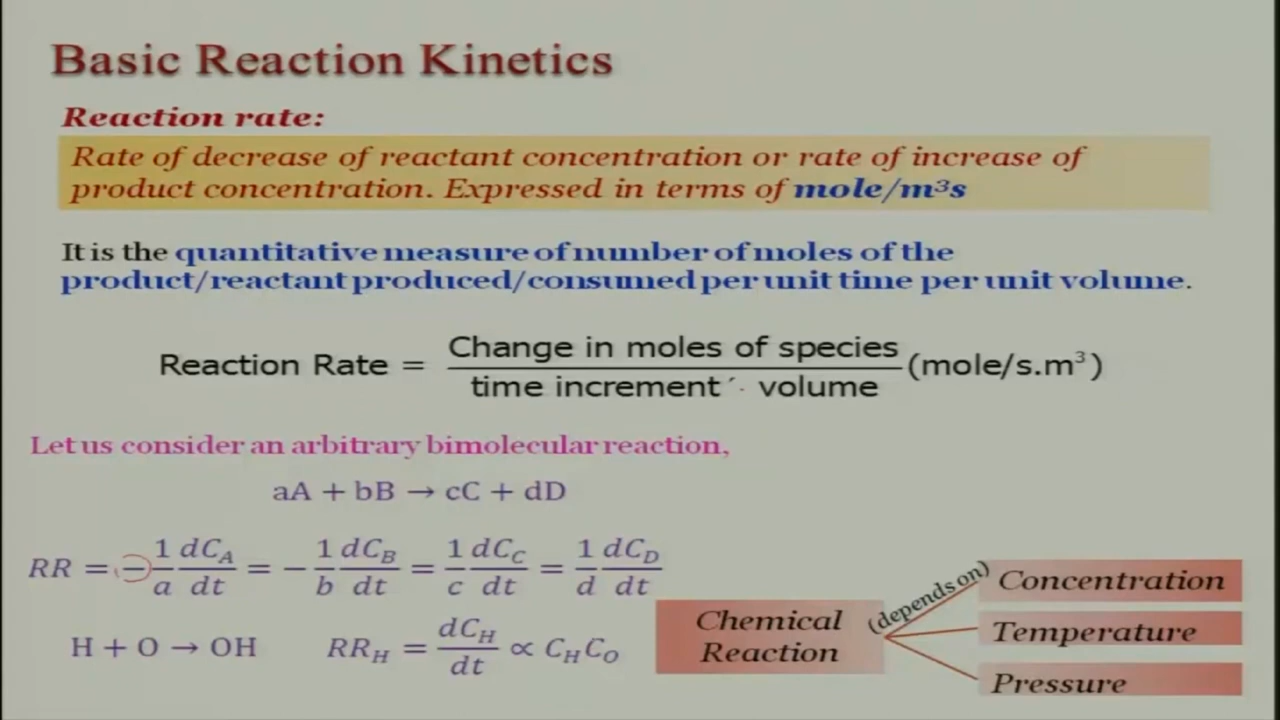 Basic Reaction Kinetics
Reaction rate:
Rate of decrease of reactant concentration or rate of increase of
product concentration. Expressed in terms of mole/m³s
It is the quantitative measure of number of moles of the
product/reactant produced/consumed per unit time per unit volume.
Reaction Rate = Change in moles of species / time increment ´ volume (mole/s.m³)
Let us consider an arbitrary bimolecular reaction,
aA + bB → cC + dD
RR = − 1/a dC_A/dt = − 1/b dC_B/dt = 1/c dC_C/dt = 1/d dC_D/dt
H + O → OH RR_H = dC_H/dt ∝ C_H C_O
Chemical
Reaction
(depends on)
Concentration
Temperature
Pressure